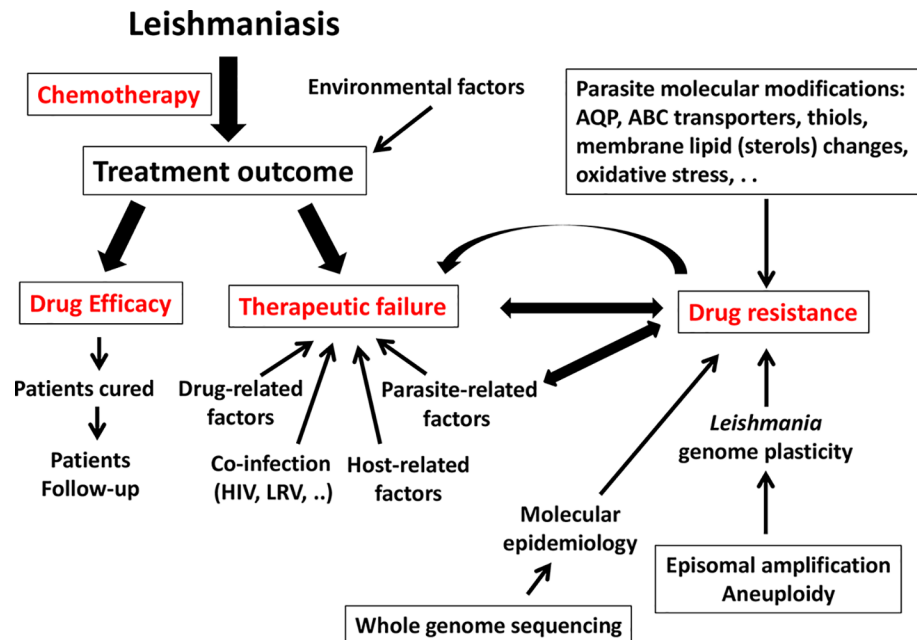 Leishmaniasis
Chemotherapy
Environmental factors
Parasite molecular modifications:
AQP, ABC transporters, thiols,
membrane lipid (sterols) changes,
oxidative stress, . .
Treatment outcome
Drug Efficacy
Therapeutic failure
Drug resistance
Patients cured
Drug-related
factors
Parasite-related
factors
Leishmania
genome plasticity
Patients
Follow-up
Co-infection
(HIV, LRV, ..)
Host-related
factors
Molecular
epidemiology
Episomal amplification
Aneuploidy
Whole genome sequencing